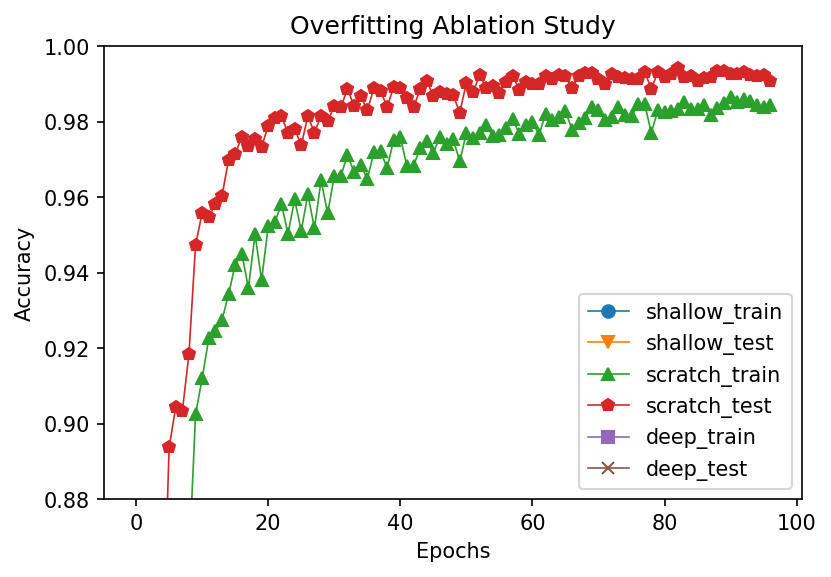 Overfitting Ablation Study
1.00
0.98
0.96
0.94
0.92
0.90
0.88
Accuracy
0 20 40 60 80 100
Epochs
shallow_train
shallow_test
scratch_train
scratch_test
deep_train
deep_test